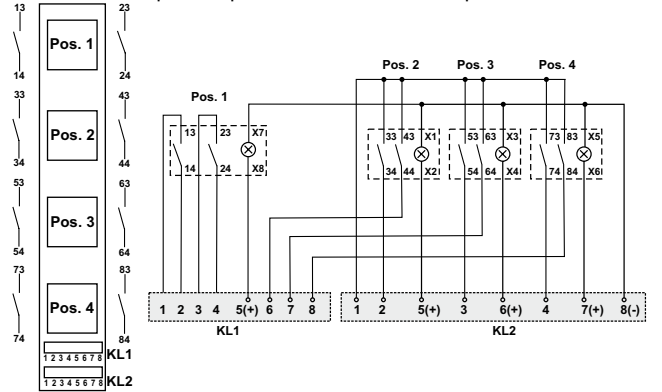 13 23
Pos. 1
14 24
33 43
Pos. 2
34 44
53 63
Pos. 3
54 64
73 83
Pos. 4
74 84
1 2 3 4 5 6 7 8 KL1
1 2 3 4 5 6 7 8 KL2
Pos. 2 Pos. 3 Pos. 4
Pos. 1
13 23 X7
14 24 X8
33 43 X1 53 63 X3 73 83 X5
34 44 X2 54 64 X4 74 84 X6
1 2 3 4 5(+) 6 7 8
KL1
1 2 5(+) 3 6(+) 4 7(+) 8(-)
KL2